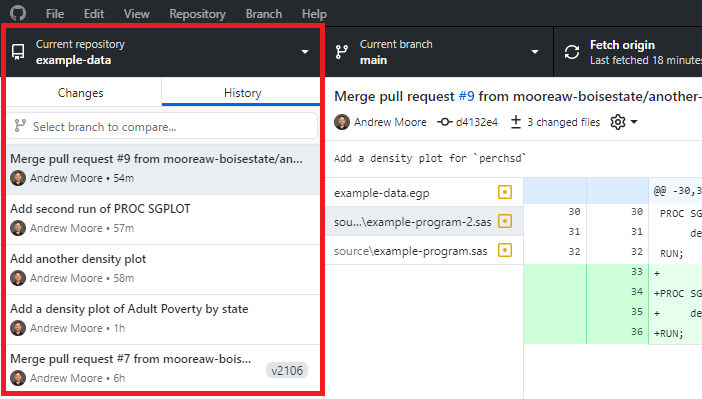 File Edit View Repository Branch Help
Current repository
example-data
Current branch
main
Fetch origin
Last fetched 18 minutes
Changes History
Select branch to compare...
Merge pull request #9 from mooreaw-boisestate/an...
Andrew Moore • 54m
Add second run of PROC SGPLOT
Andrew Moore • 57m
Add another density plot
Andrew Moore • 58m
Add a density plot of Adult Poverty by state
Andrew Moore • 1h
Merge pull request #7 from mooreaw-bois...
Andrew Moore • 6h
v2106
Merge pull request #9 from mooreaw-boisestate/another-
Andrew Moore d4132e4 ± 3 changed files
Add a density plot for `perchsd`
example-data.egp
sou...\example-program-2.sas
source\example-program.sas
@@ -30,3
30 30 PROC SG
31 31 de
32 32 RUN;
33 +
34 +PROC SG
35 + de
36 +RUN;